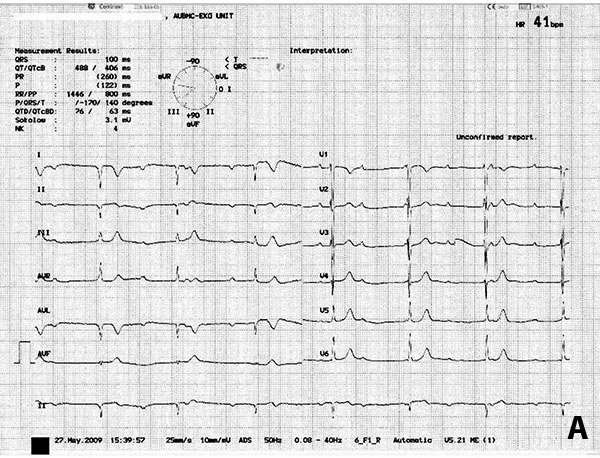 , AUBMC-EKG UNIT
HR 41bpm
Measurement Results:
QRS : 100 ms
QT/QTcB : 488 / 406 ms
PR : (260) ms
P : (122) ms
RR/PP : 1446 / 800 ms
P/QRS/T : /-170/ 140 degrees
QTD/QTcBD: 76 / 63 ms
Sokolow : 3.1 mV
NK : 4
-90
aVR
aVL
0 I
III
+90
II
aVF
< T
< QRS
Interpretation:
Unconfirmed report.
I
II
III
AVR
AVL
AVF
II
V1
V2
V3
V4
V5
V6
27.May.2009 15:39:57 25mm/s 10mm/mV ADS 50Hz 0.08 - 40Hz 6_F1_R Automatic V5.21 ME (1)
A